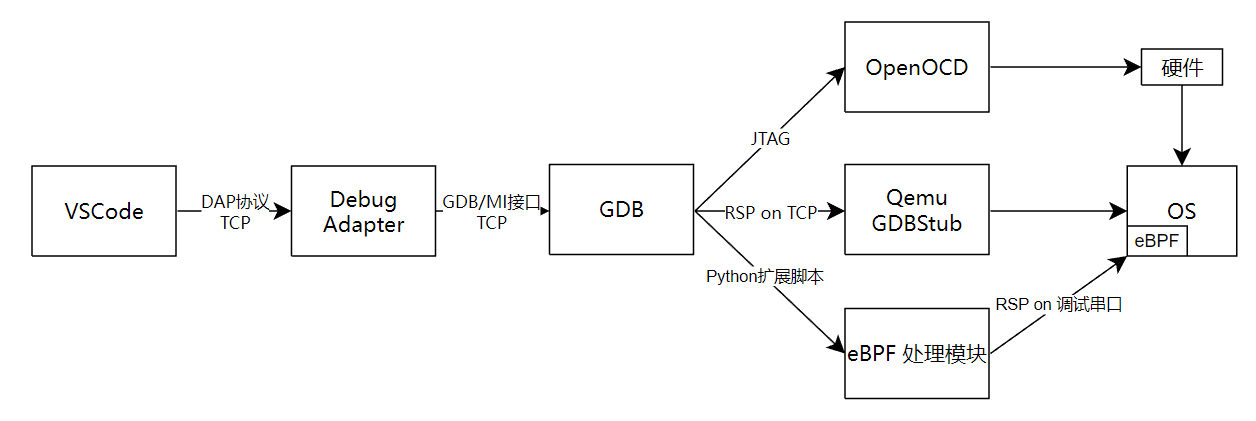 VSCode
DAP协议
TCP
Debug
Adapter
GDB/MI接口
TCP
GDB
JTAG
OpenOCD
硬件
RSP on TCP
Qemu
GDBStub
OS
eBPF
Python扩展脚本
eBPF 处理模块
RSP on 调试串口